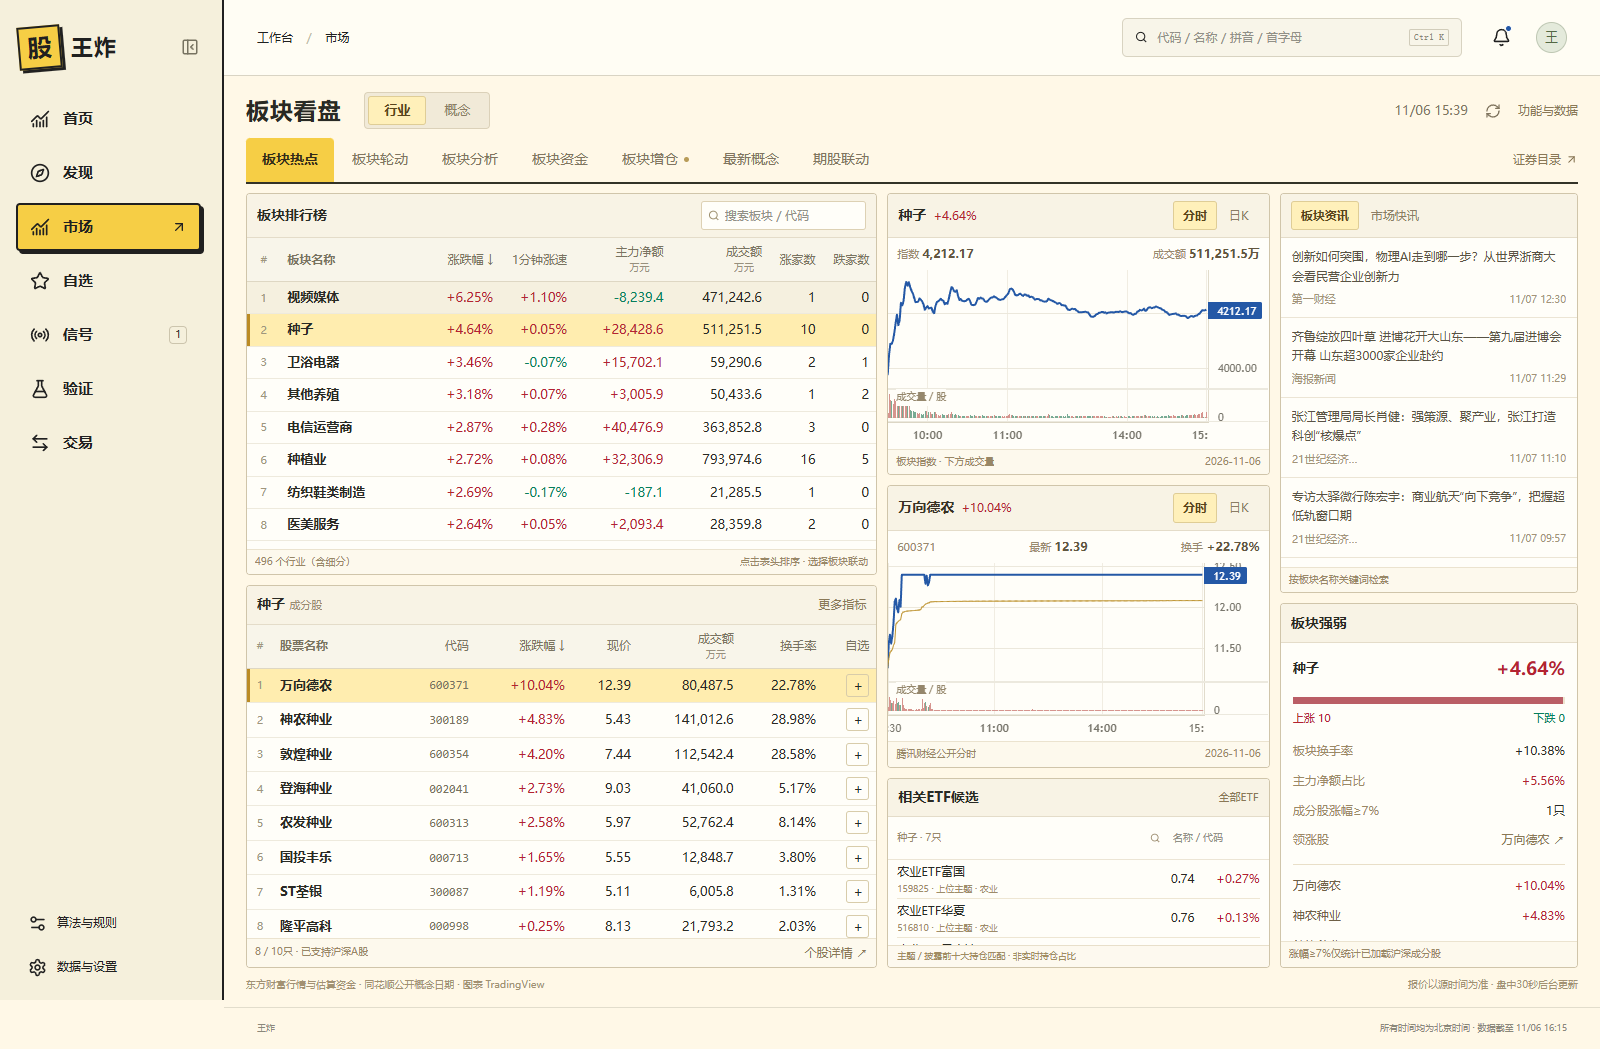 股 王炸
首页
发现
市场
自选
信号 1
验证
交易
算法与规则
数据与设置
工作台 / 市场
代码 / 名称 / 拼音 / 首字母 Ctrl K
王
板块看盘 行业 概念
11/06 15:39 功能与数据
板块热点 板块轮动 板块分析 板块资金 板块增仓 最新概念 期股联动
证券目录
板块排行榜 搜索板块 / 代码
# 板块名称 涨跌幅↓ 1分钟涨速 主力净额 万元 成交额 万元 涨家数 跌家数
1 视频媒体 +6.25% +1.10% -8,239.4 471,242.6 1 0
2 种子 +4.64% +0.05% +28,428.6 511,251.5 10 0
3 卫浴电器 +3.46% -0.07% +15,702.1 59,290.6 2 1
4 其他养殖 +3.18% +0.07% +3,005.9 50,433.6 1 2
5 电信运营商 +2.87% +0.28% +40,476.9 363,852.8 3 0
6 种植业 +2.72% +0.08% +32,306.9 793,974.6 16 5
7 纺织鞋类制造 +2.69% -0.17% -187.1 21,285.5 1 0
8 医美服务 +2.64% +0.05% +2,093.4 28,359.8 2 0
496 个行业（含细分） 点击表头排序 · 选择板块联动
种子 成分股 更多指标
# 股票名称 代码 涨跌幅↓ 现价 成交额 万元 换手率 自选
1 万向德农 600371 +10.04% 12.39 80,487.5 22.78% +
2 神农种业 300189 +4.83% 5.43 141,012.6 28.98% +
3 敦煌种业 600354 +4.20% 7.44 112,542.4 28.58% +
4 登海种业 002041 +2.73% 9.03 41,060.0 5.17% +
5 农发种业 600313 +2.58% 5.97 52,762.4 8.14% +
6 国投丰乐 000713 +1.65% 5.55 12,848.7 3.80% +
7 ST荃银 300087 +1.19% 5.11 6,005.8 1.31% +
8 隆平高科 000998 +0.25% 8.13 21,793.2 2.03% +
8 / 10只 · 已支持沪深A股 个股详情 ↗
种子 +4.64% 分时 日K
指数 4,212.17 成交额 511,251.5万
4212.17
4000.00
成交量 / 股
0
10:00 11:00 14:00 15:
板块指数 · 下方成交量 2026-11-06
万向德农 +10.04% 分时 日K
600371 最新 12.39 换手 +22.78%
12.39
12.00
11.50
成交量 / 股
0
:30 11:00 14:00 15:
腾讯财经公开分时 2026-11-06
相关ETF候选 全部ETF
种子 · 7只 名称 / 代码
农业ETF富国 0.74 +0.27%
159825 · 上位主题 · 农业
农业ETF华夏 0.76 +0.13%
516810 · 上位主题 · 农业
主题 / 披露前十大持仓匹配 · 非实时持仓占比
板块资讯 市场快讯
创新如何突围，物理AI走到哪一步？从世界浙商大
会看民营企业创新力
第一财经 11/07 12:30
齐鲁绽放四叶草 进博花开大山东——第九届进博会
开幕 山东超3000家企业赴约
海报新闻 11/07 11:29
张江管理局局长肖健：强策源、聚产业，张江打造
科创“核爆点”
21世纪经济... 11/07 11:10
专访太驿微行陈宏宇：商业航天“向下竞争”，把握超
低轨窗口期
21世纪经济... 11/07 09:57
按板块名称关键词检索
板块强弱
种子 +4.64%
上涨 10 下跌 0
板块换手率 +10.38%
主力净额占比 +5.56%
成分股涨幅≥7% 1只
领涨股 万向德农 ↗
万向德农 +10.04%
神农种业 +4.83%
涨幅≥7%仅统计已加载沪深成分股
东方财富行情与估算资金 · 同花顺公开概念日期 · 图表 TradingView
报价以源时间为准 · 盘中30秒后台更新
王炸
所有时间均为北京时间 · 数据截至 11/06 16:15